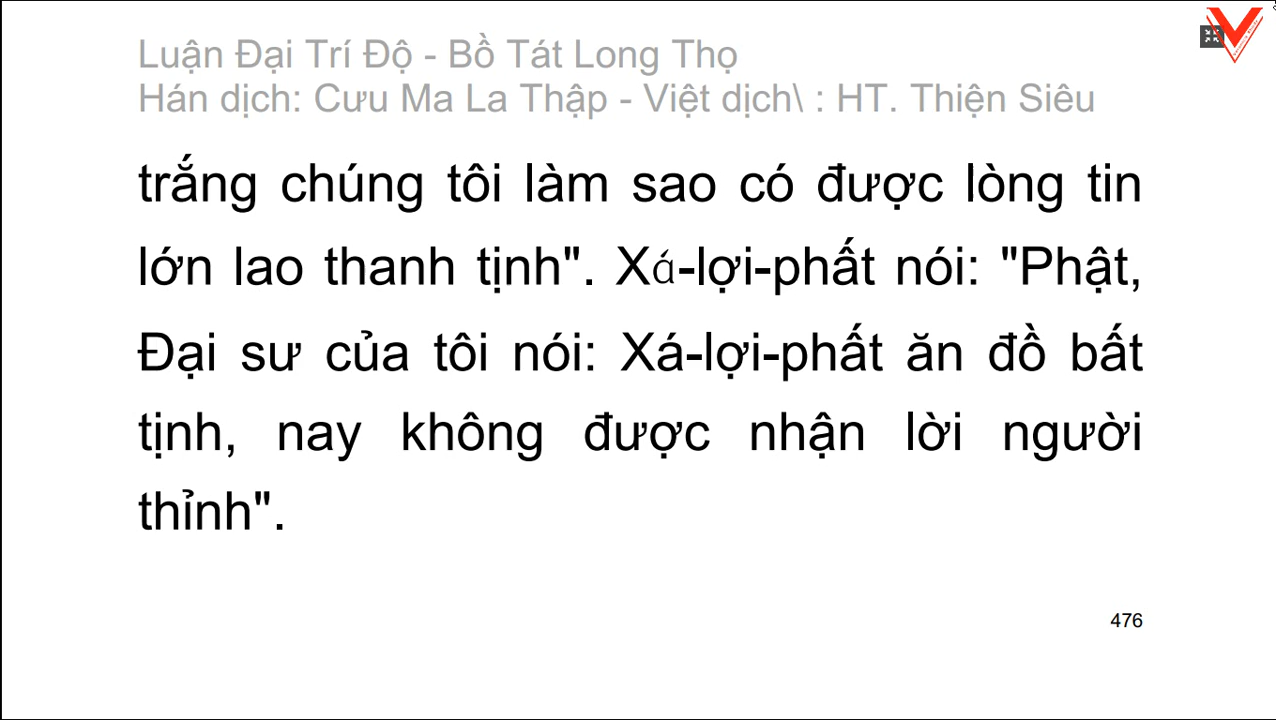 Luận Đại Trí Độ - Bồ Tát Long Thọ
Hán dịch: Cưu Ma La Thập - Việt dịch\ : HT. Thiện Siêu
trắng chúng tôi làm sao có được lòng tin
lớn lao thanh tịnh". Xá-lợi-phất nói: "Phật,
Đại sư của tôi nói: Xá-lợi-phất ăn đồ bất
tịnh, nay không được nhận lời người
thỉnh".
476